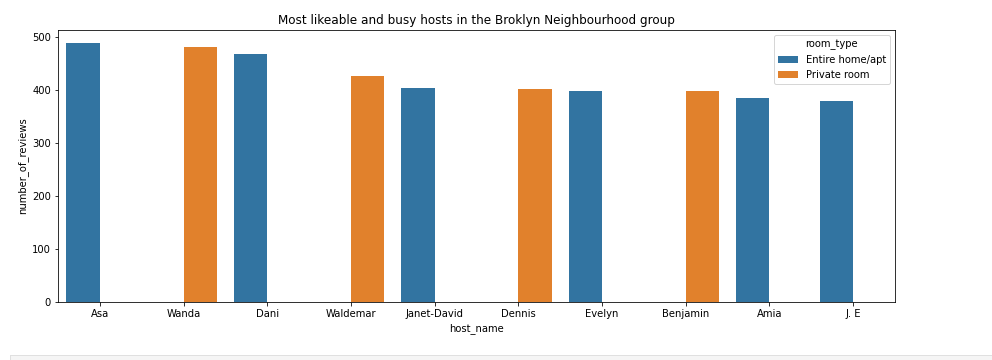 Most likeable and busy hosts in the Broklyn Neighbourhood group
room_type
Entire home/apt
Private room
number_of_reviews
500
400
300
200
100
0
Asa Wanda Dani Waldemar Janet-David Dennis Evelyn Benjamin Amia J. E
host_name